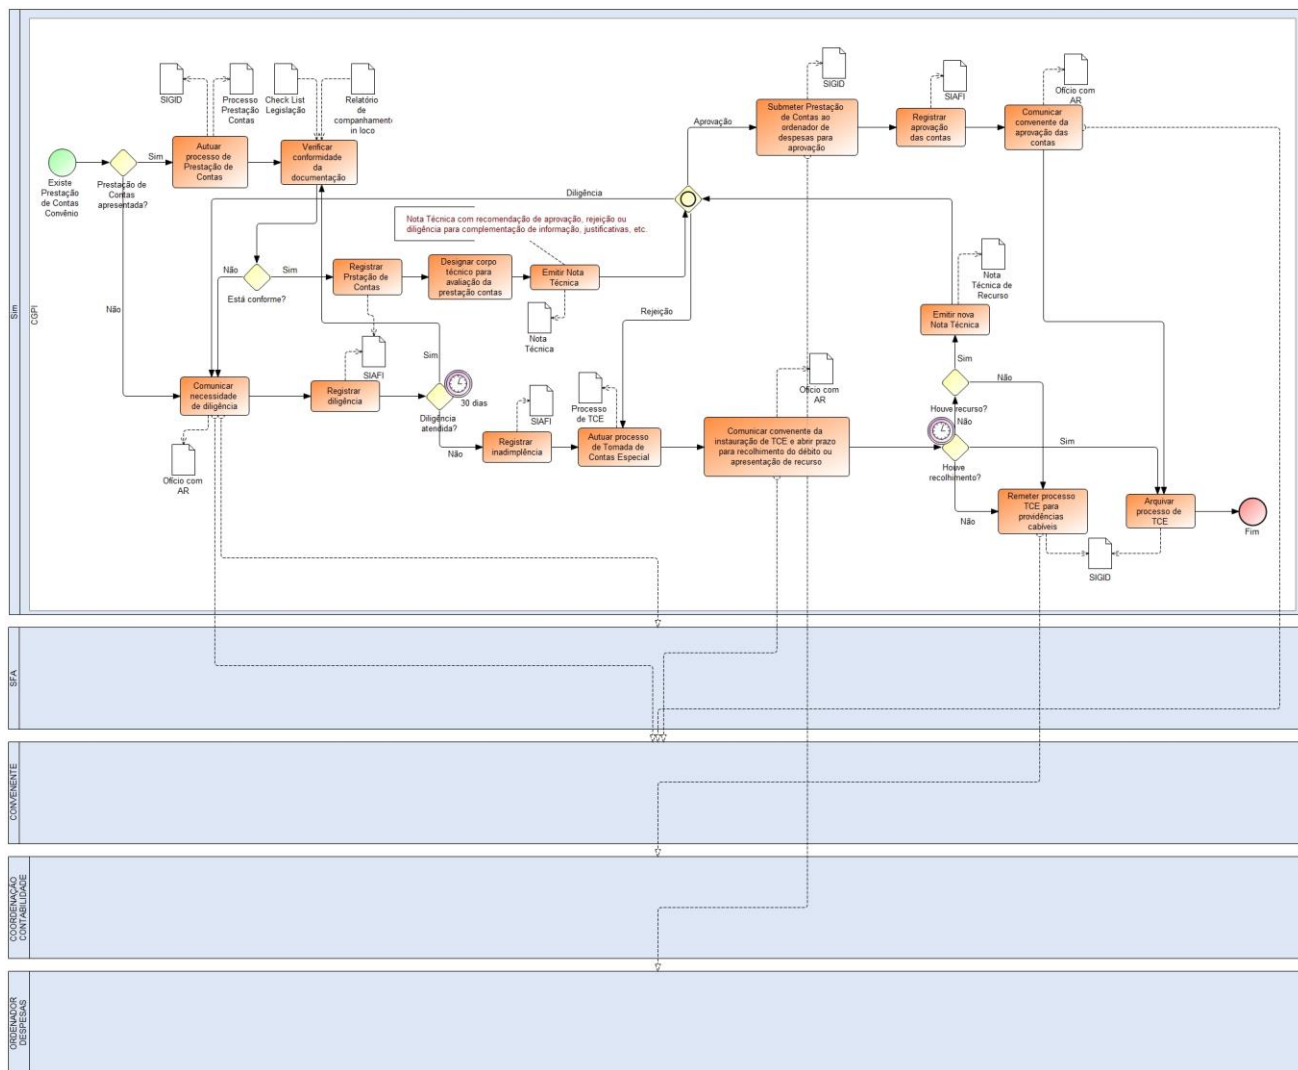 Sim
CGPI
SIGID
Processo
Prestação
Contas
Check List
Legislação
Relatório
de
companhament
in loco
SIGID
SIAFI
Ofício com
AR
Existe
Prestação
de Contas
Convênio
Prestação de
Contas
apresentada?
Sim
Autuar
processo de
Prestação de
Contas
Verificar
conformidade
da
documentação
Aprovação
Submeter Prestação
de Contas ao
ordenador de
despesas para
aprovação
Registrar
aprovação
das contas
Comunicar
convenente da
aprovação das
contas
Diligência
Nota Técnica com recomendação de aprovação, rejeição ou
diligência para complementação de informação, justificativas, etc.
Não
Está conforme?
Sim
Registrar
Prstação de
Contas
Designar corpo
técnico para
avaliação da
prestação contas
Emitir Nota
Técnica
Nota
Técnica
Rejeição
Nota
Técnica de
Recurso
Emitir nova
Nota Técnica
Não
SIAFI
Sim
Comunicar
necessidade
de diligência
Registrar
diligência
30 dias
Diligência
atendida?
Não
Ofício com
AR
SIAFI
Registrar
inadimplência
Processo
de TCE
Autuar processo
de Tomada de
Contas Especial
Ofício com
AR
Comunicar convenente da
instauração de TCE e abrir prazo
para recolhimento do débito ou
apresentação de recurso
Sim
Não
Houve recurso?
Não
Sim
Houve
recolhimento?
Não
Remeter processo
TCE para
providências
cabíveis
Arquivar
processo de
TCE
Fim
SIGID
SFA
CONVENENTE
COORDENAÇÃO
CONTABILIDADE
ORDENADOR
DESPESAS